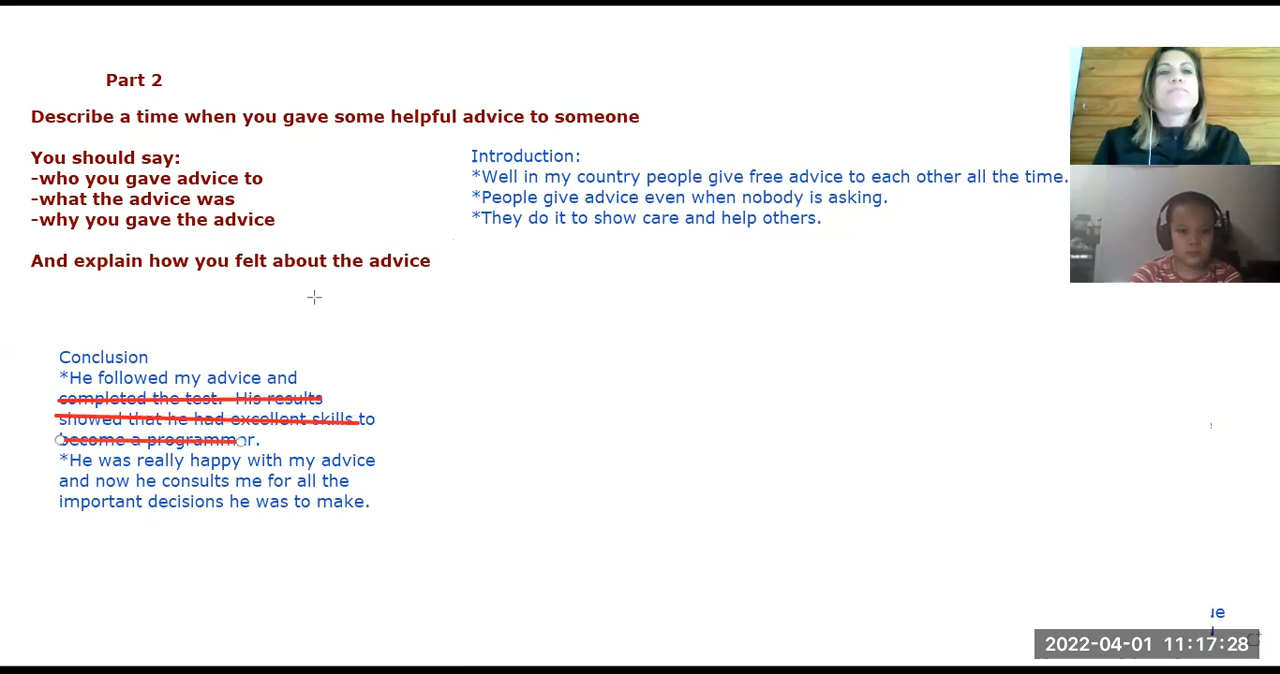 Part 2
Describe a time when you gave some helpful advice to someone
You should say:
-who you gave advice to
-what the advice was
-why you gave the advice
And explain how you felt about the advice
Introduction:
*Well in my country people give free advice to each other all the time.
*People give advice even when nobody is asking.
*They do it to show care and help others.
Conclusion
*He followed my advice and
completed the test. His results
showed that he had excellent skills to
become a programmer.
*He was really happy with my advice
and now he consults me for all the
important decisions he was to make.
2022-04-01 11:17:28